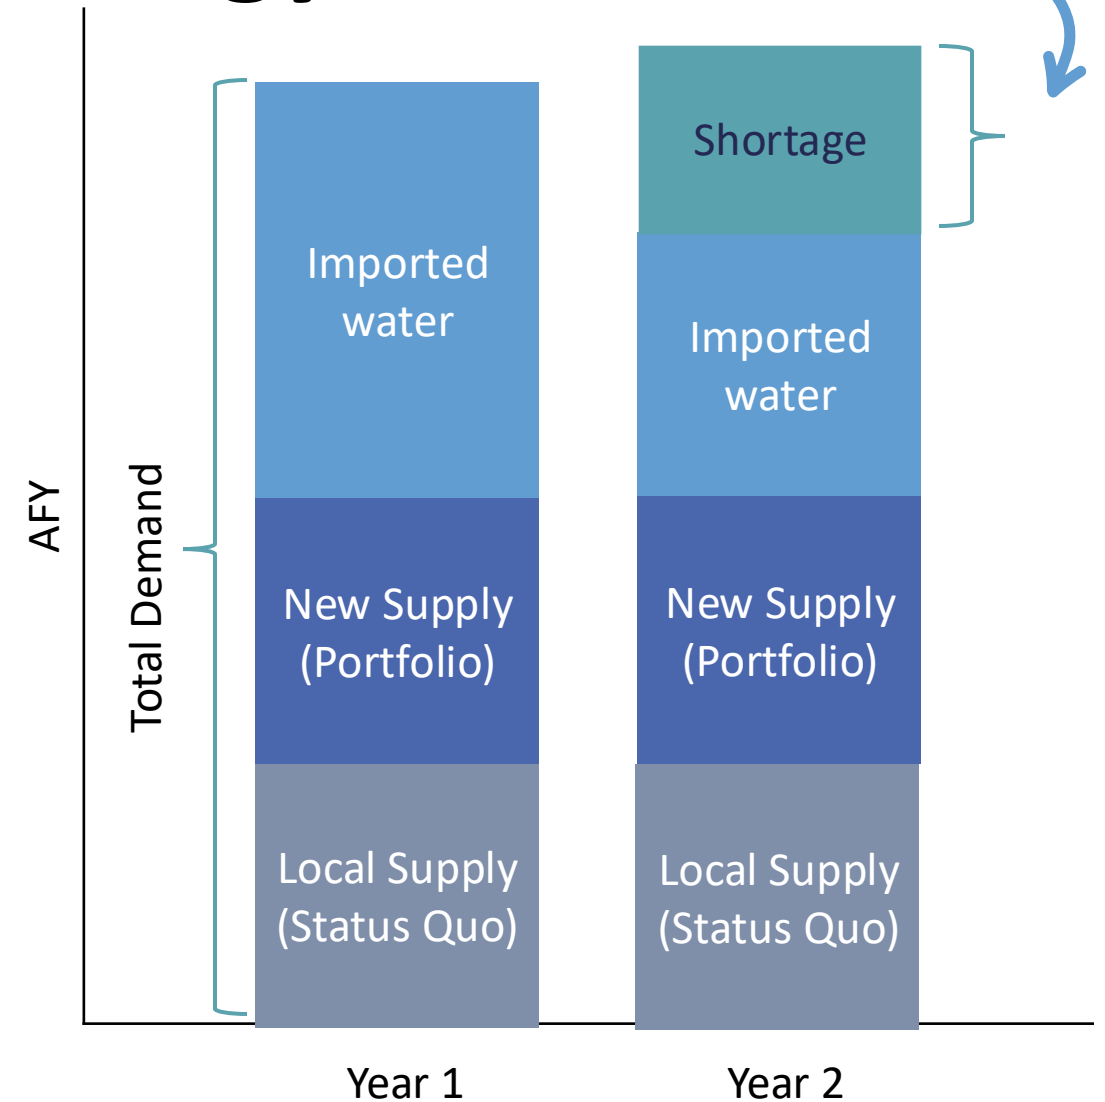 Shortage
Imported
water
Imported
water
AFY
Total Demand
New Supply
(Portfolio)
New Supply
(Portfolio)
Local Supply
(Status Quo)
Local Supply
(Status Quo)
Year 1
Year 2